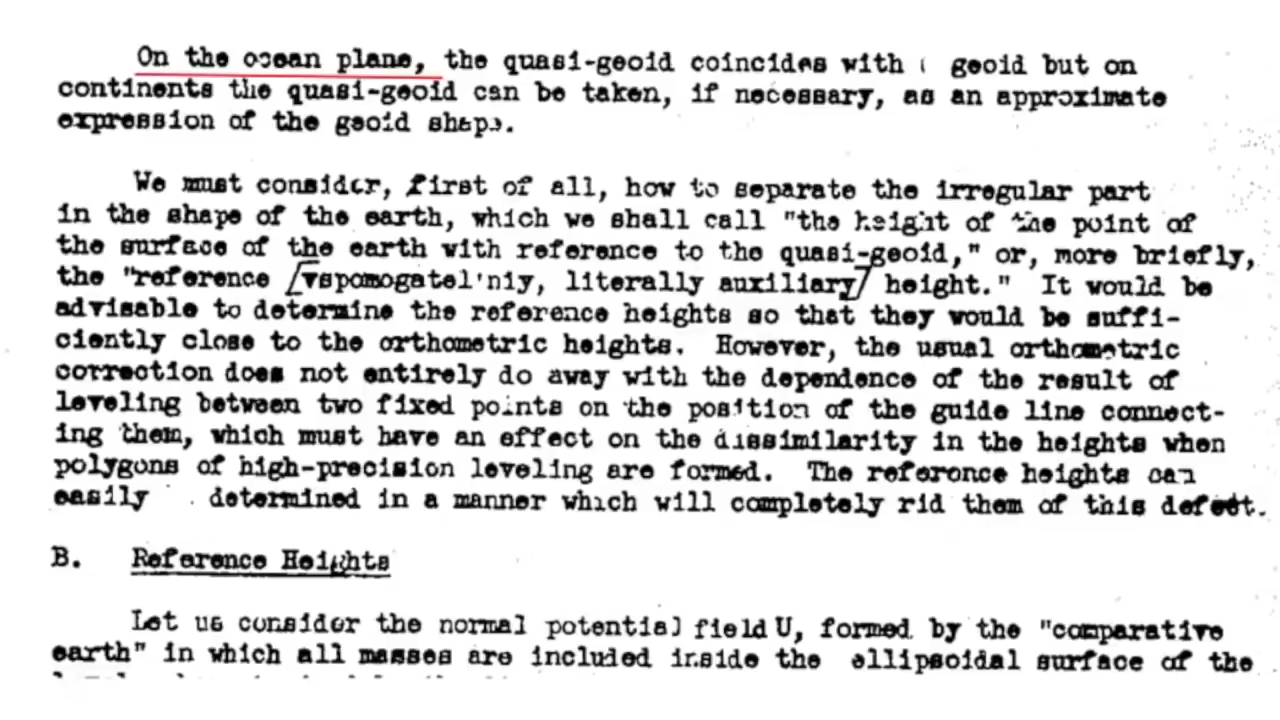 On the ocean plane, the quasi-geoid coincides with geoid but on
continents the quasi-geoid can be taken, if necessary, as an approximate
expression of the geoid shape.
We must consider, first of all, how to separate the irregular part
in the shape of the earth, which we shall call "the height of the point of
the surface of the earth with reference to the quasi-geoid," or, more briefly,
the "reference [vspomogatel'niy, literally auxiliary] height." It would be
advisable to determine the reference heights so that they would be suffi-
ciently close to the orthometric heights. However, the usual orthometric
correction does not entirely do away with the dependence of the result of
leveling between two fixed points on the position of the guide line connect-
ing them, which must have an effect on the dissimilarity in the heights when
polygons of high-precision leveling are formed. The reference heights can
easily determined in a manner which will completely rid them of this defect.
B. Reference Heights
Let us consider the normal potential field U, formed by the "comparative
earth" in which all masses are included inside the ellipsoidal surface of the